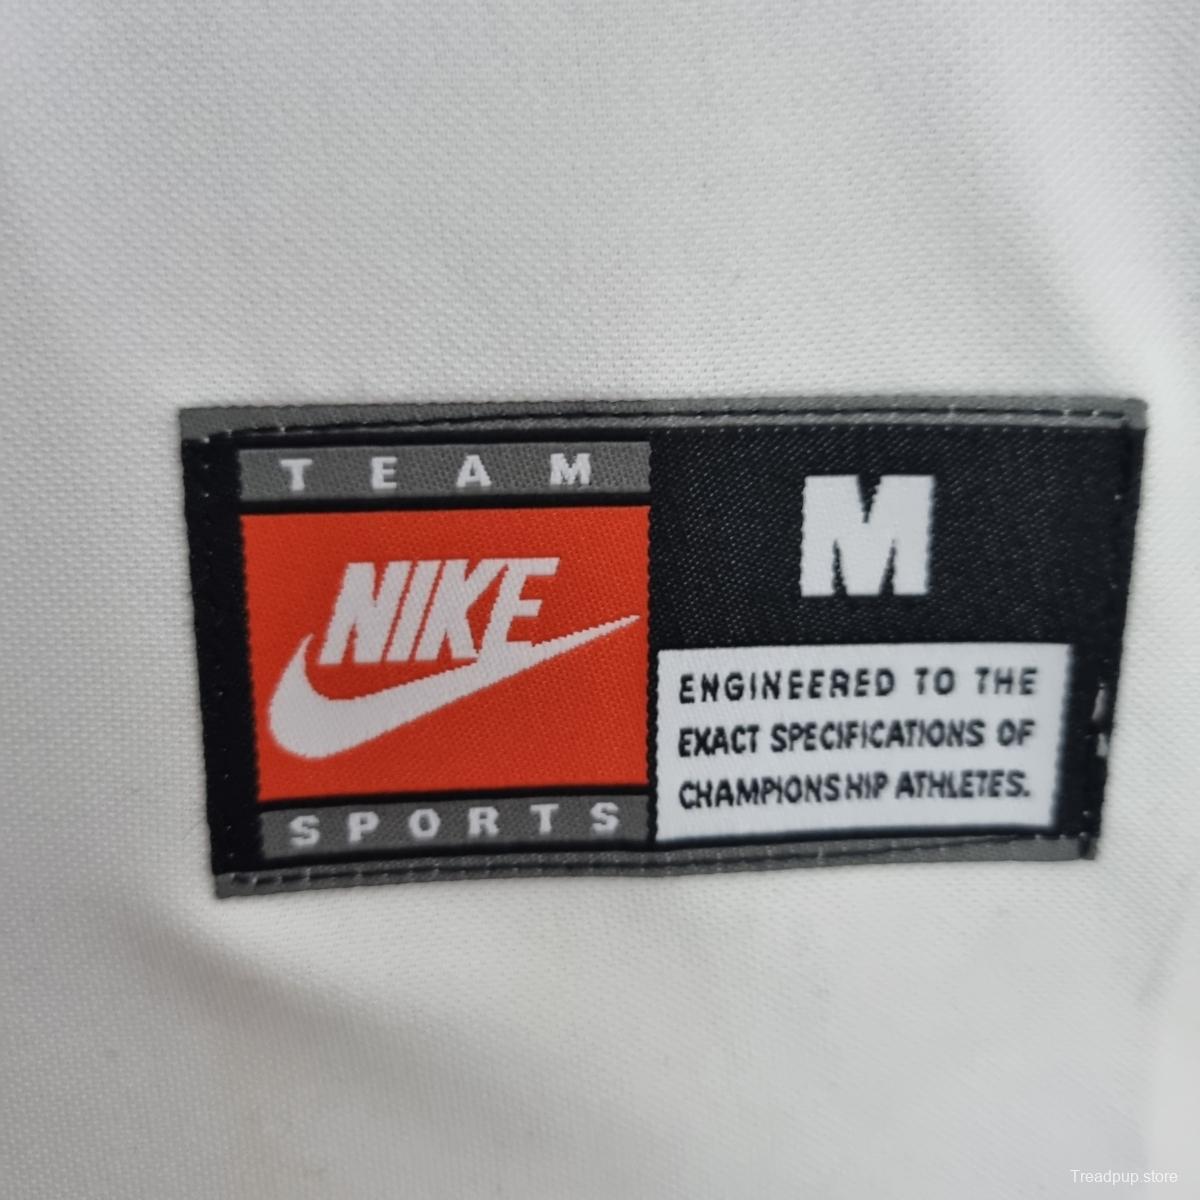 TEAM
NIKE
SPORTS
M
ENGINEERED TO THE
EXACT SPECIFICATIONS OF
CHAMPIONSHIP ATHLETES.
Treadpup.store